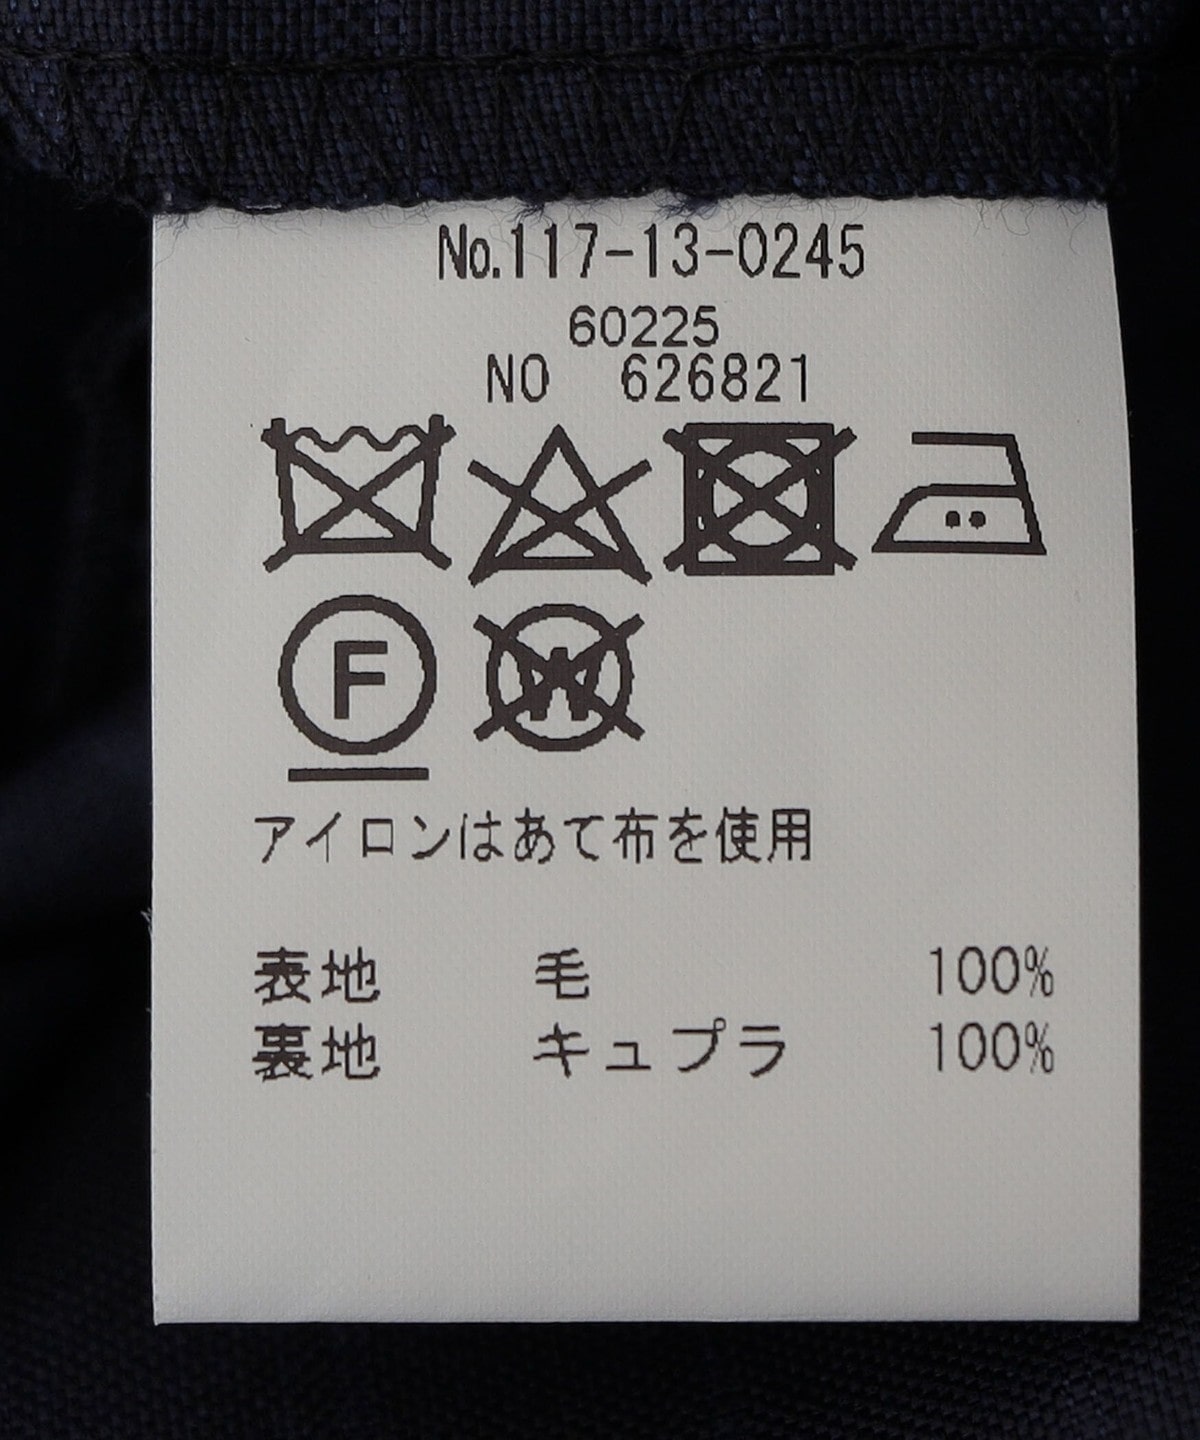 No.117-13-0245
60225
NO 626821
F
W
アイロンはあて布を使用
表地 毛 100%
裏地 キュプラ 100%